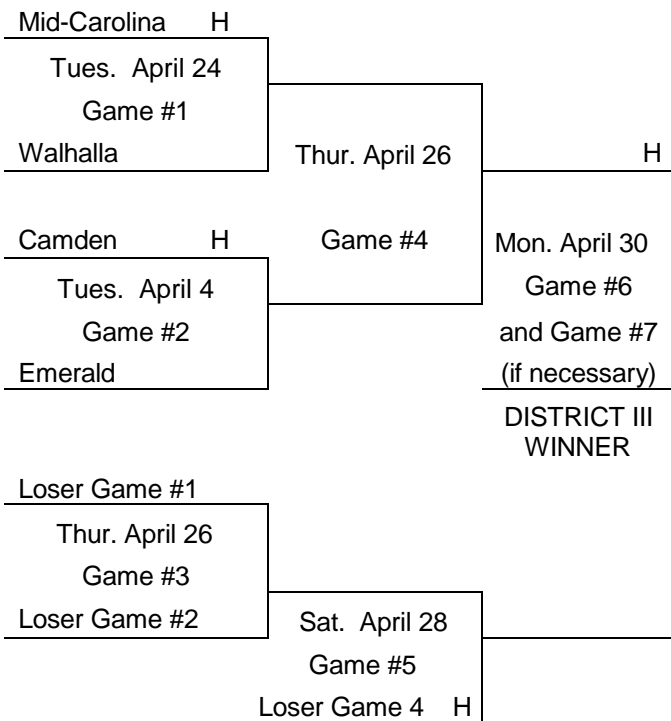 Mid-Carolina H
Tues. April 24
Game #1
Walhalla
Camden H
Tues. April 4
Game #2
Emerald
Thur. April 26
Game #4
H
Mon. April 30
Game #6
and Game #7
(if necessary)
DISTRICT III
WINNER
Loser Game #1
Thur. April 26
Game #3
Loser Game #2
Sat. April 28
Game #5
Loser Game 4 H